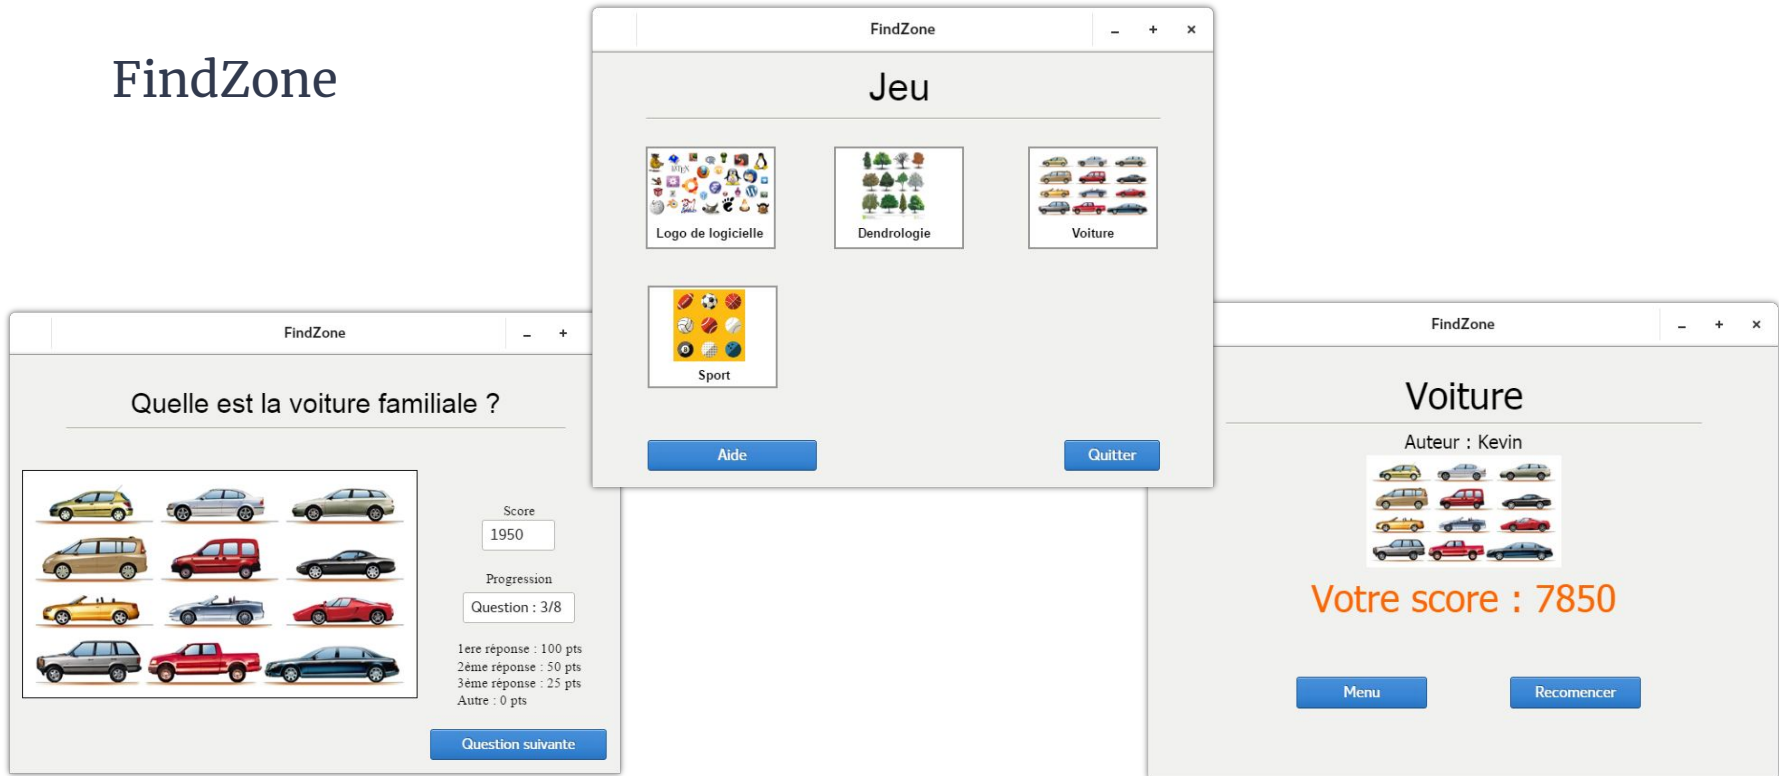 FindZone
FindZone
Jeu
Logo de logicielle
Dendrologie
Voiture
Sport
Aide
Quitter
FindZone
Quelle est la voiture familiale ?
Score
1950
Progression
Question : 3/8
1ere réponse : 100 pts
2éme réponse : 50 pts
3éme réponse : 25 pts
Autre : 0 pts
Question suivante
FindZone
Voiture
Auteur : Kevin
Votre score : 7850
Menu
Recomencer